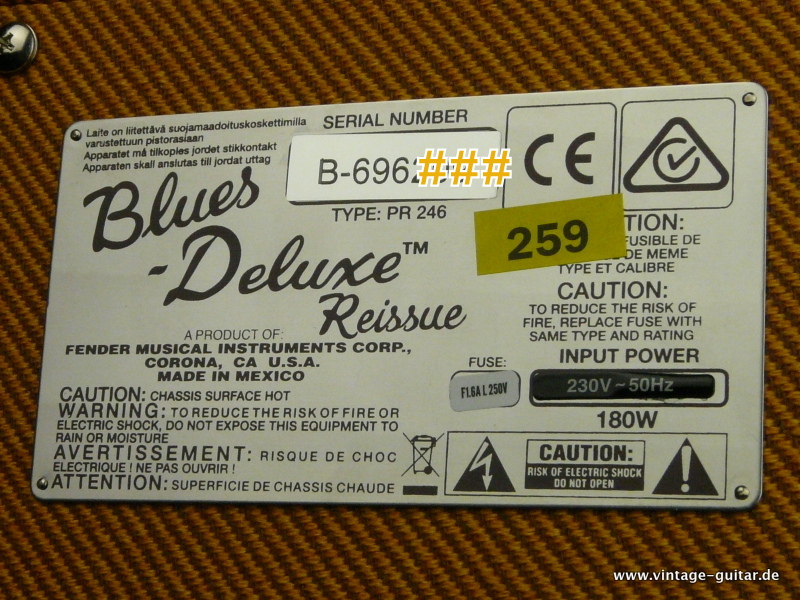 Laite on liitettävä suojamaadoituskoskettimilla
varustettuun pistorasiaan
Apparatet må tilkoples jordet stikkontakt
Apparaten skall anslutas till jordat uttag
SERIAL NUMBER
B-696###
TYPE: PR 246
CE
Blues
-Deluxe™
Reissue
259
TION:
FUSIBLE DE
DE MEME
TYPE ET CALIBRE
CAUTION:
TO REDUCE THE RISK OF
FIRE, REPLACE FUSE WITH
SAME TYPE AND RATING
A PRODUCT OF:
FENDER MUSICAL INSTRUMENTS CORP.,
CORONA, CA U.S.A.
MADE IN MEXICO
FUSE:
F1.6A L 250V
INPUT POWER
230V~50Hz
180W
CAUTION: CHASSIS SURFACE HOT
WARNING: TO REDUCE THE RISK OF FIRE OR
ELECTRIC SHOCK, DO NOT EXPOSE THIS EQUIPMENT TO
RAIN OR MOISTURE
AVERTISSEMENT: RISQUE DE CHOC
ELECTRIQUE ! NE PAS OUVRIR !
ATTENTION: SUPERFICIE DE CHASSIS CHAUDE
CAUTION:
RISK OF ELECTRIC SHOCK
DO NOT OPEN
www.vintage-guitar.de